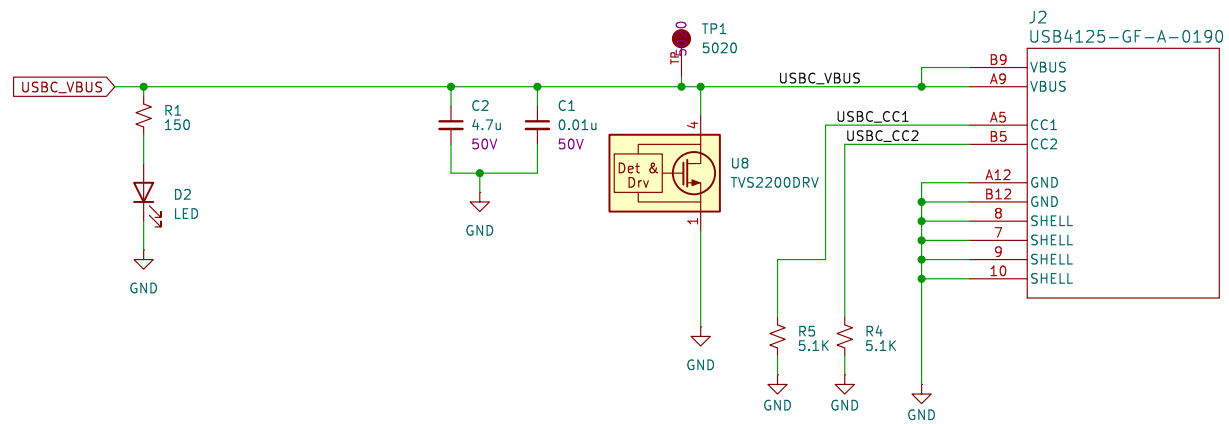 J2
USB4125-GF-A-0190
TP1
5020
5020
TP
USBC_VBUS
USBC_VBUS
B9
VBUS
A9
VBUS
R1
150
C2
4.7u
50V
C1
0.01u
50V
USBC_CC1
A5
CC1
USBC_CC2
B5
CC2
4
Det &
Drv
U8
TVS2200DRV
1
A12
GND
B12
GND
8
SHELL
7
SHELL
9
SHELL
10
SHELL
D2
LED
GND
GND
R5
5.1K
R4
5.1K
GND
GND
GND
GND